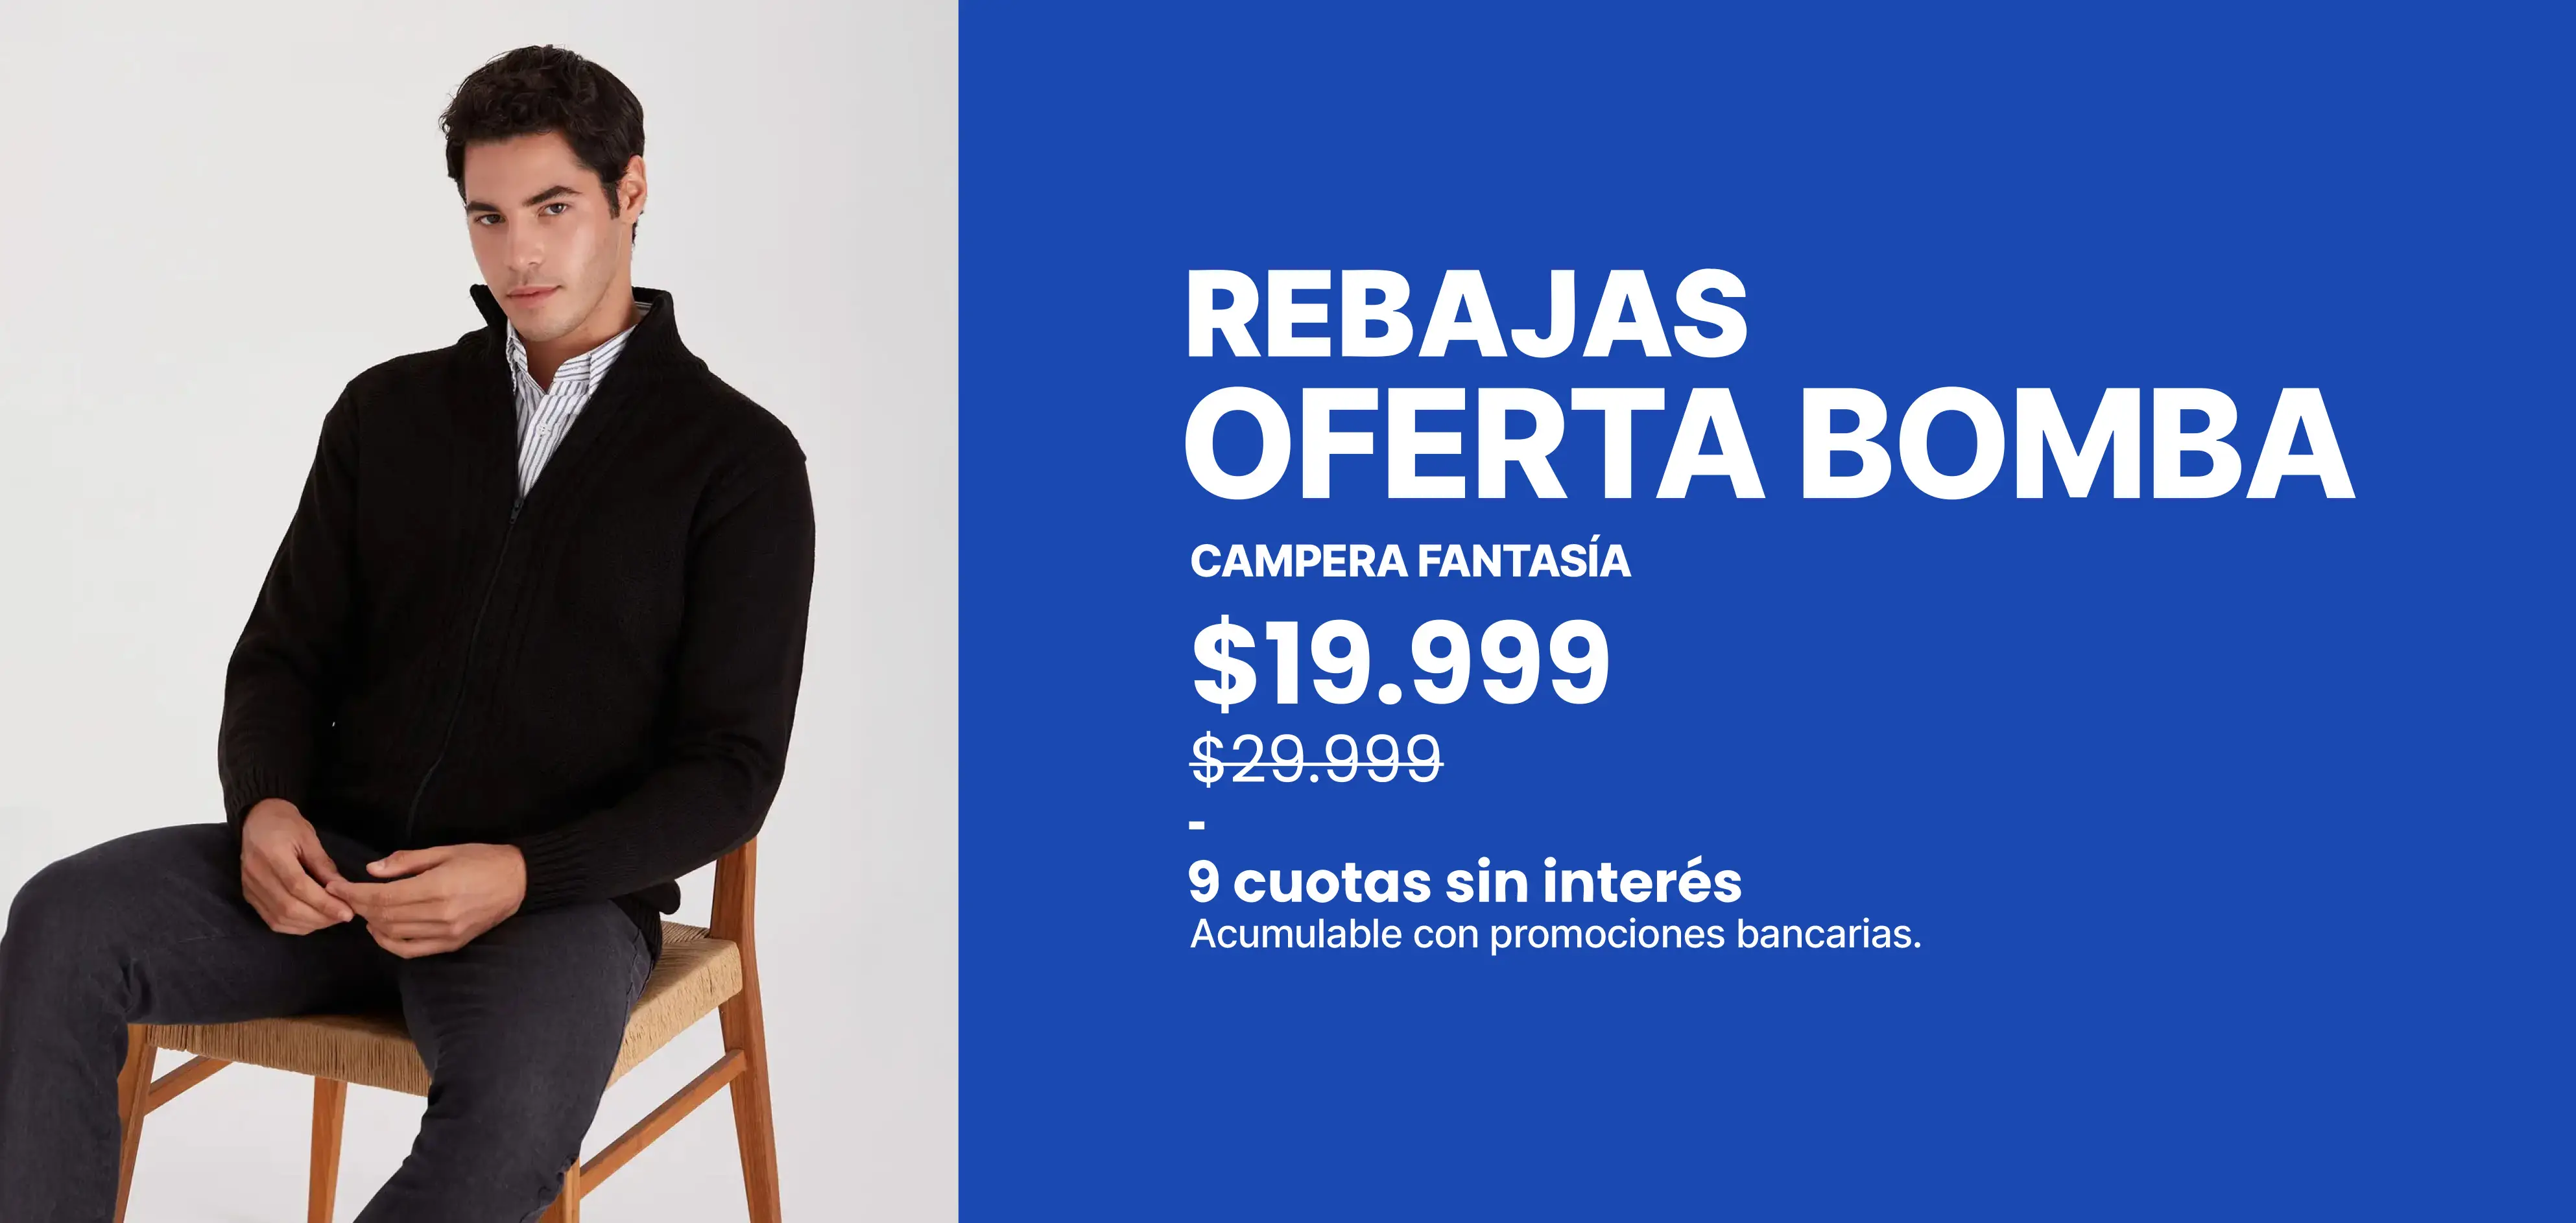 REBAJAS
OFERTA BOMBA
CAMPERA FANTASÍA
$19.999
$29.999
-
9 cuotas sin interés
Acumulable con promociones bancarias.